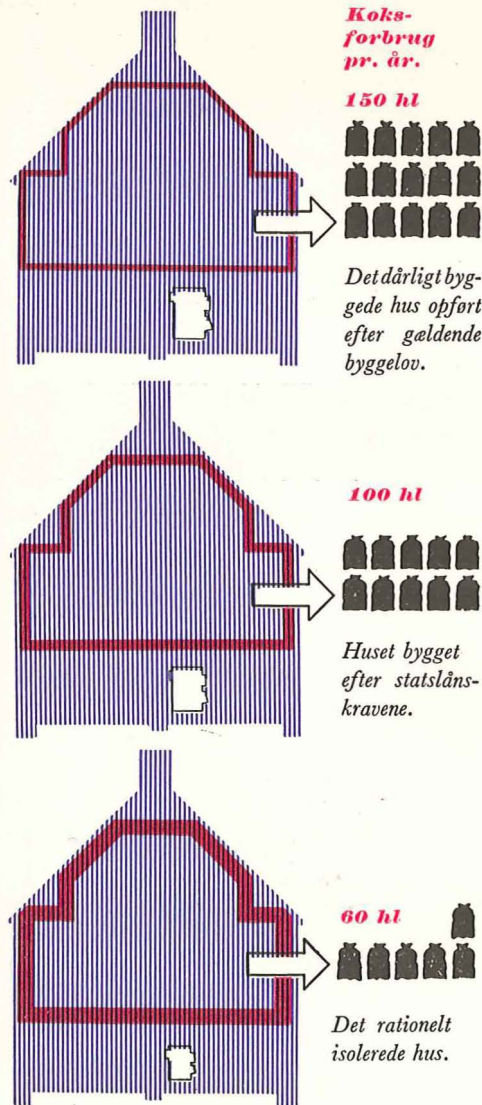 Koks-
forbrug
pr. år.
150 hl
Det dårligt byg-
gede hus opført
efter gældende
byggelov.
100 hl
Huset bygget
efter statslåns-
kravene.
60 hl
Det rationelt
isolerede hus.